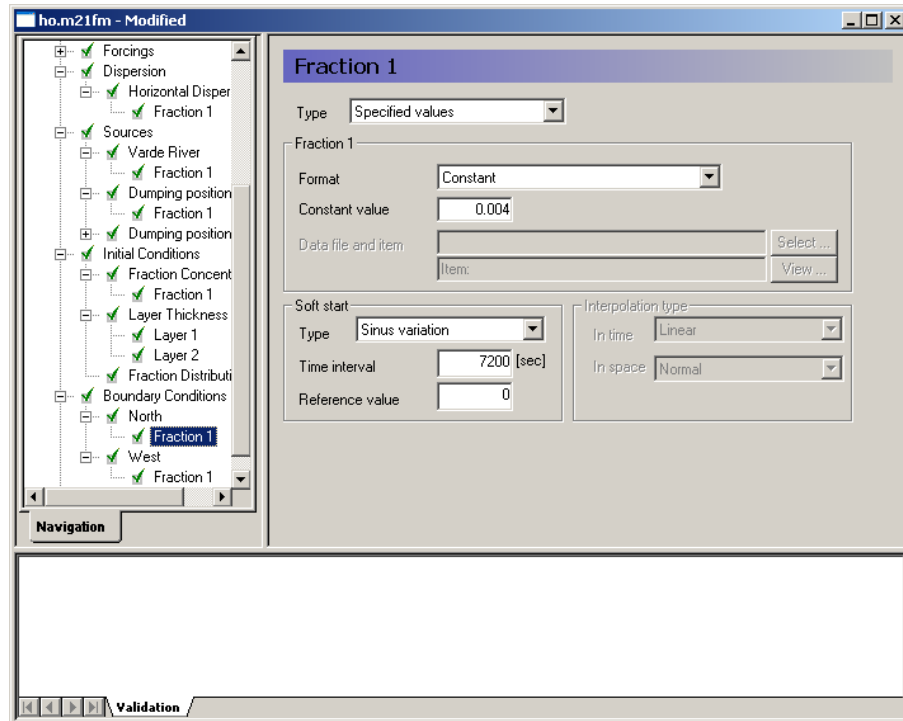 ho.m21fm - Modified
Forcings
Dispersion
Horizontal Disper
Fraction 1
Sources
Varde River
Fraction 1
Dumping position
Fraction 1
Dumping position
Initial Conditions
Fraction Concent
Fraction 1
Layer Thickness
Layer 1
Layer 2
Fraction Distributi
Boundary Conditions
North
Fraction 1
West
Fraction 1
Navigation
Fraction 1
Type Specified values
Fraction 1
Format Constant
Constant value 0.004
Data file and item Select ...
Item: View ...
Soft start
Type Sinus variation
Time interval 7200 [sec]
Reference value 0
Interpolation type
In time Linear
In space Normal
Validation